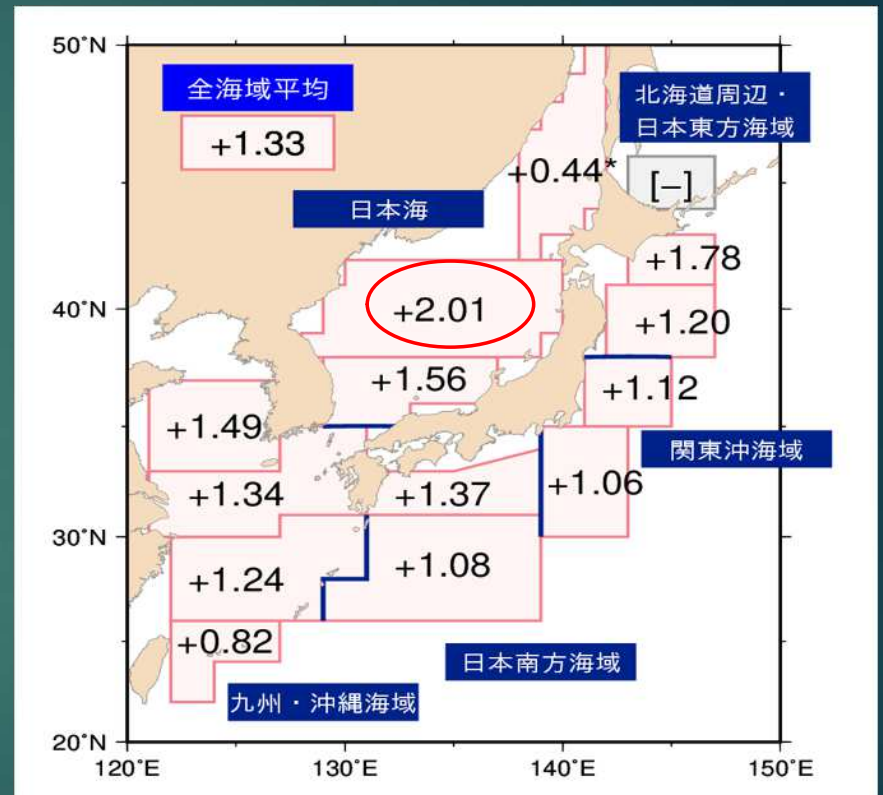 50°N
全海域平均
+1.33
北海道周辺・
日本東方海域
[–]
+0.44*
日本海
+1.78
40°N
+2.01
+1.20
+1.56
+1.12
+1.49
関東沖海域
+1.34
+1.37
+1.06
30°N
+1.24
+1.08
+0.82
日本南方海域
九州・沖縄海域
20°N
120°E
130°E
140°E
150°E